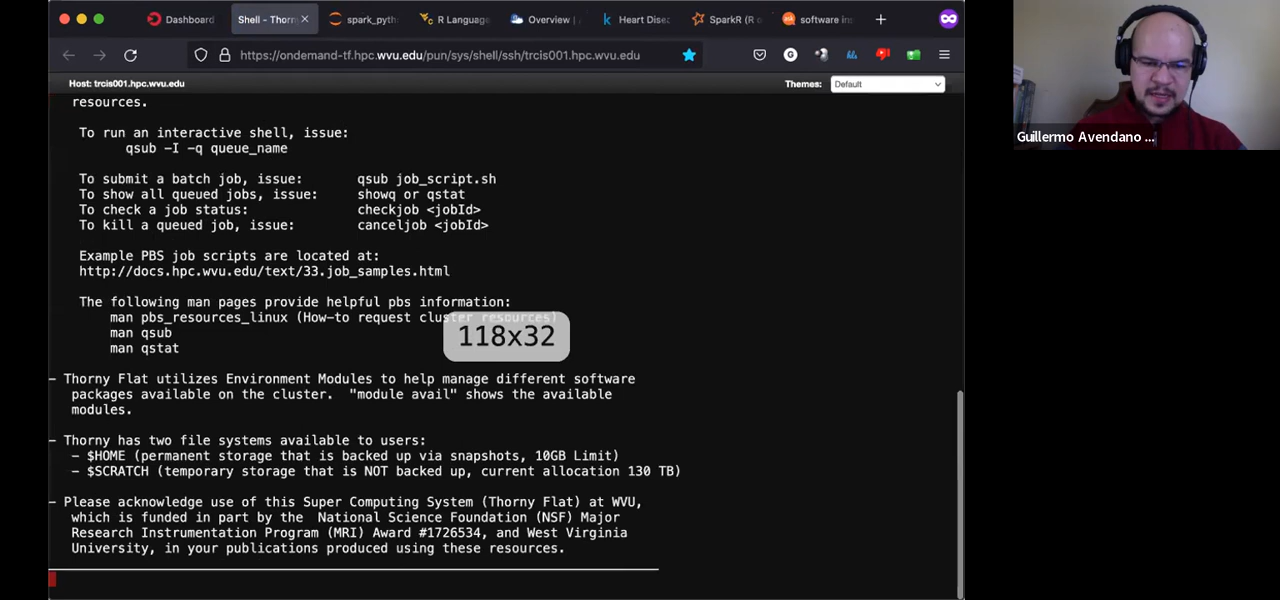 Dashboard
Shell - Thorn
spark_pyth
R Language
Overview |
Heart Disea
SparkR (R o
software in
https://ondemand-tf.hpc.wvu.edu/pun/sys/shell/ssh/trcis001.hpc.wvu.edu
Host: trcis001.hpc.wvu.edu
Themes:
Default
resources.
To run an interactive shell, issue:
qsub -I -q queue_name
To submit a batch job, issue: qsub job_script.sh
To show all queued jobs, issue: showq or qstat
To check a job status: checkjob <jobId>
To kill a queued job, issue: canceljob <jobId>
Example PBS job scripts are located at:
http://docs.hpc.wvu.edu/text/33.job_samples.html
The following man pages provide helpful pbs information:
man pbs_resources_linux (How-to request cluster resources)
man qsub
man qstat
118x32
- Thorny Flat utilizes Environment Modules to help manage different software
packages available on the cluster. "module avail" shows the available
modules.
- Thorny has two file systems available to users:
- $HOME (permanent storage that is backed up via snapshots, 10GB Limit)
- $SCRATCH (temporary storage that is NOT backed up, current allocation 130 TB)
- Please acknowledge use of this Super Computing System (Thorny Flat) at WVU,
which is funded in part by the National Science Foundation (NSF) Major
Research Instrumentation Program (MRI) Award #1726534, and West Virginia
University, in your publications produced using these resources.
Guillermo Avendano ...